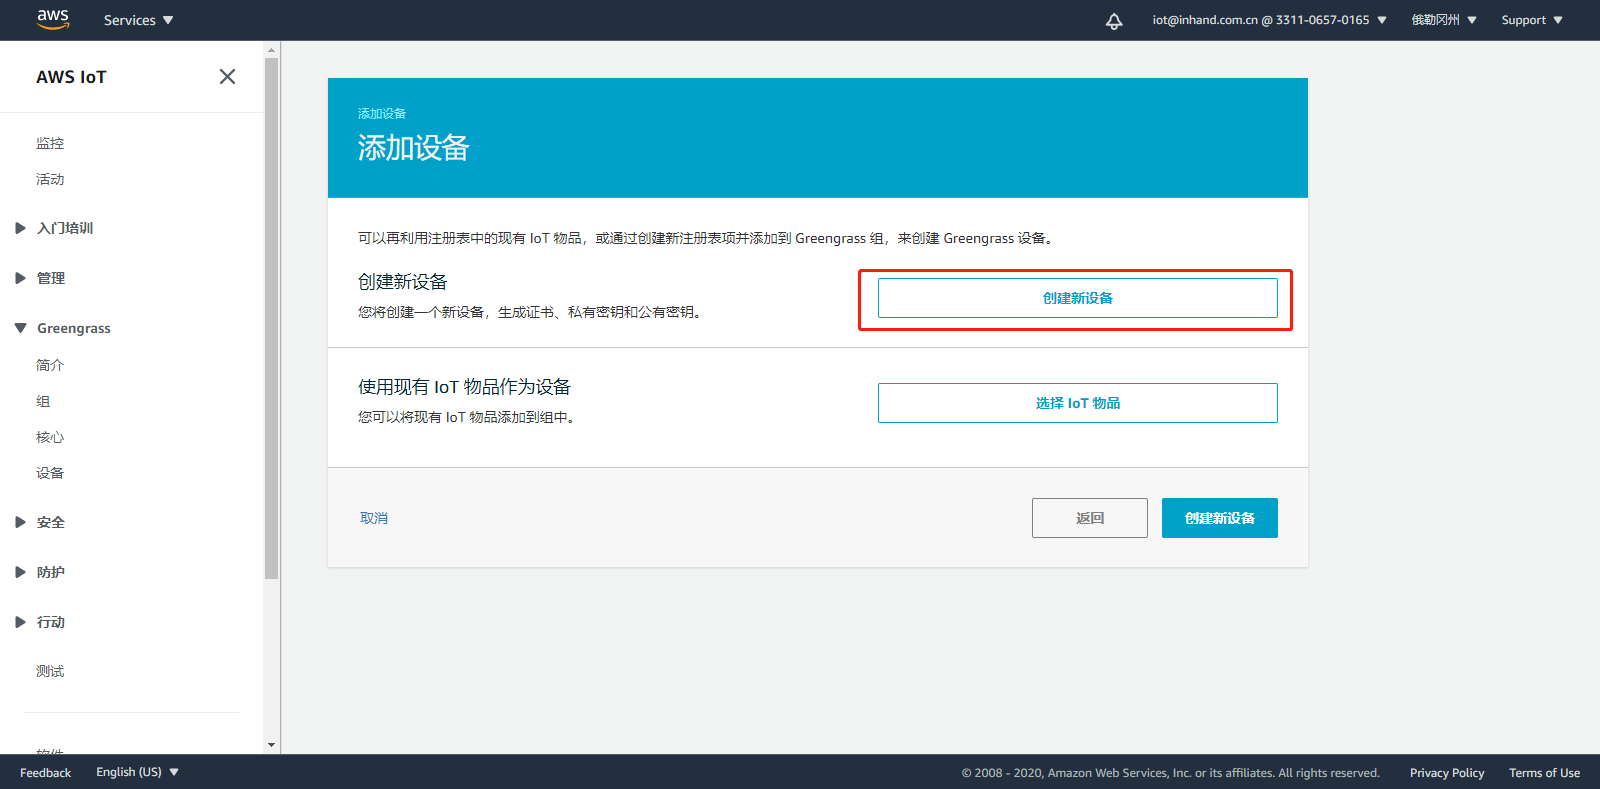 aws
Services
iot@inhand.com.cn @ 3311-0657-0165
俄勒冈州
Support
AWS IoT
监控
活动
入门培训
管理
Greengrass
简介
组
核心
设备
安全
防护
行动
测试
软件
添加设备
添加设备
可以再利用注册表中的现有 IoT 物品，或通过创建新注册表项并添加到 Greengrass 组，来创建 Greengrass 设备。
创建新设备
您将创建一个新设备，生成证书、私有密钥和公有密钥。
创建新设备
使用现有 IoT 物品作为设备
您可以将现有 IoT 物品添加到组中。
选择 IoT 物品
取消
返回
创建新设备
Feedback
English (US)
© 2008 - 2020, Amazon Web Services, Inc. or its affiliates. All rights reserved.
Privacy Policy
Terms of Use